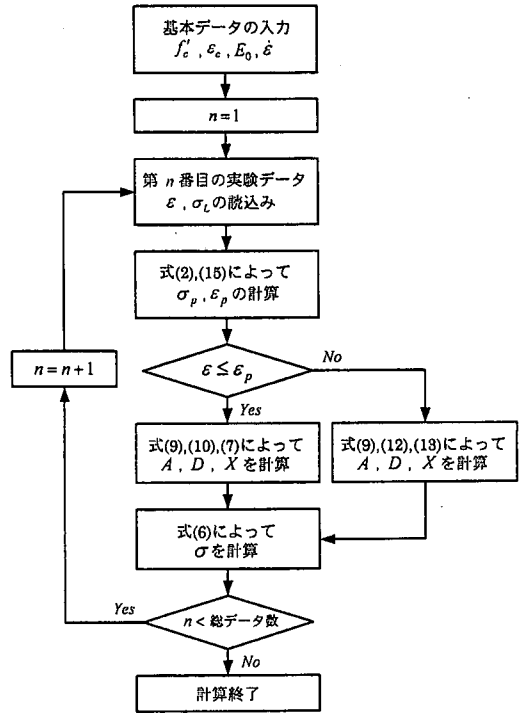 基本データの入力
f'c , εc , E0 , ε̇
n=1
第 n 番目の実験データ
ε , σLの読込み
式(2),(15)によって
σp , εp の計算
ε ≦ εp
No
Yes
n=n+1
式(9),(10),(7)によって
A , D , X を計算
式(9),(12),(13)によって
A , D , X を計算
式(6)によって
σを計算
n < 総データ数
Yes
No
計算終了